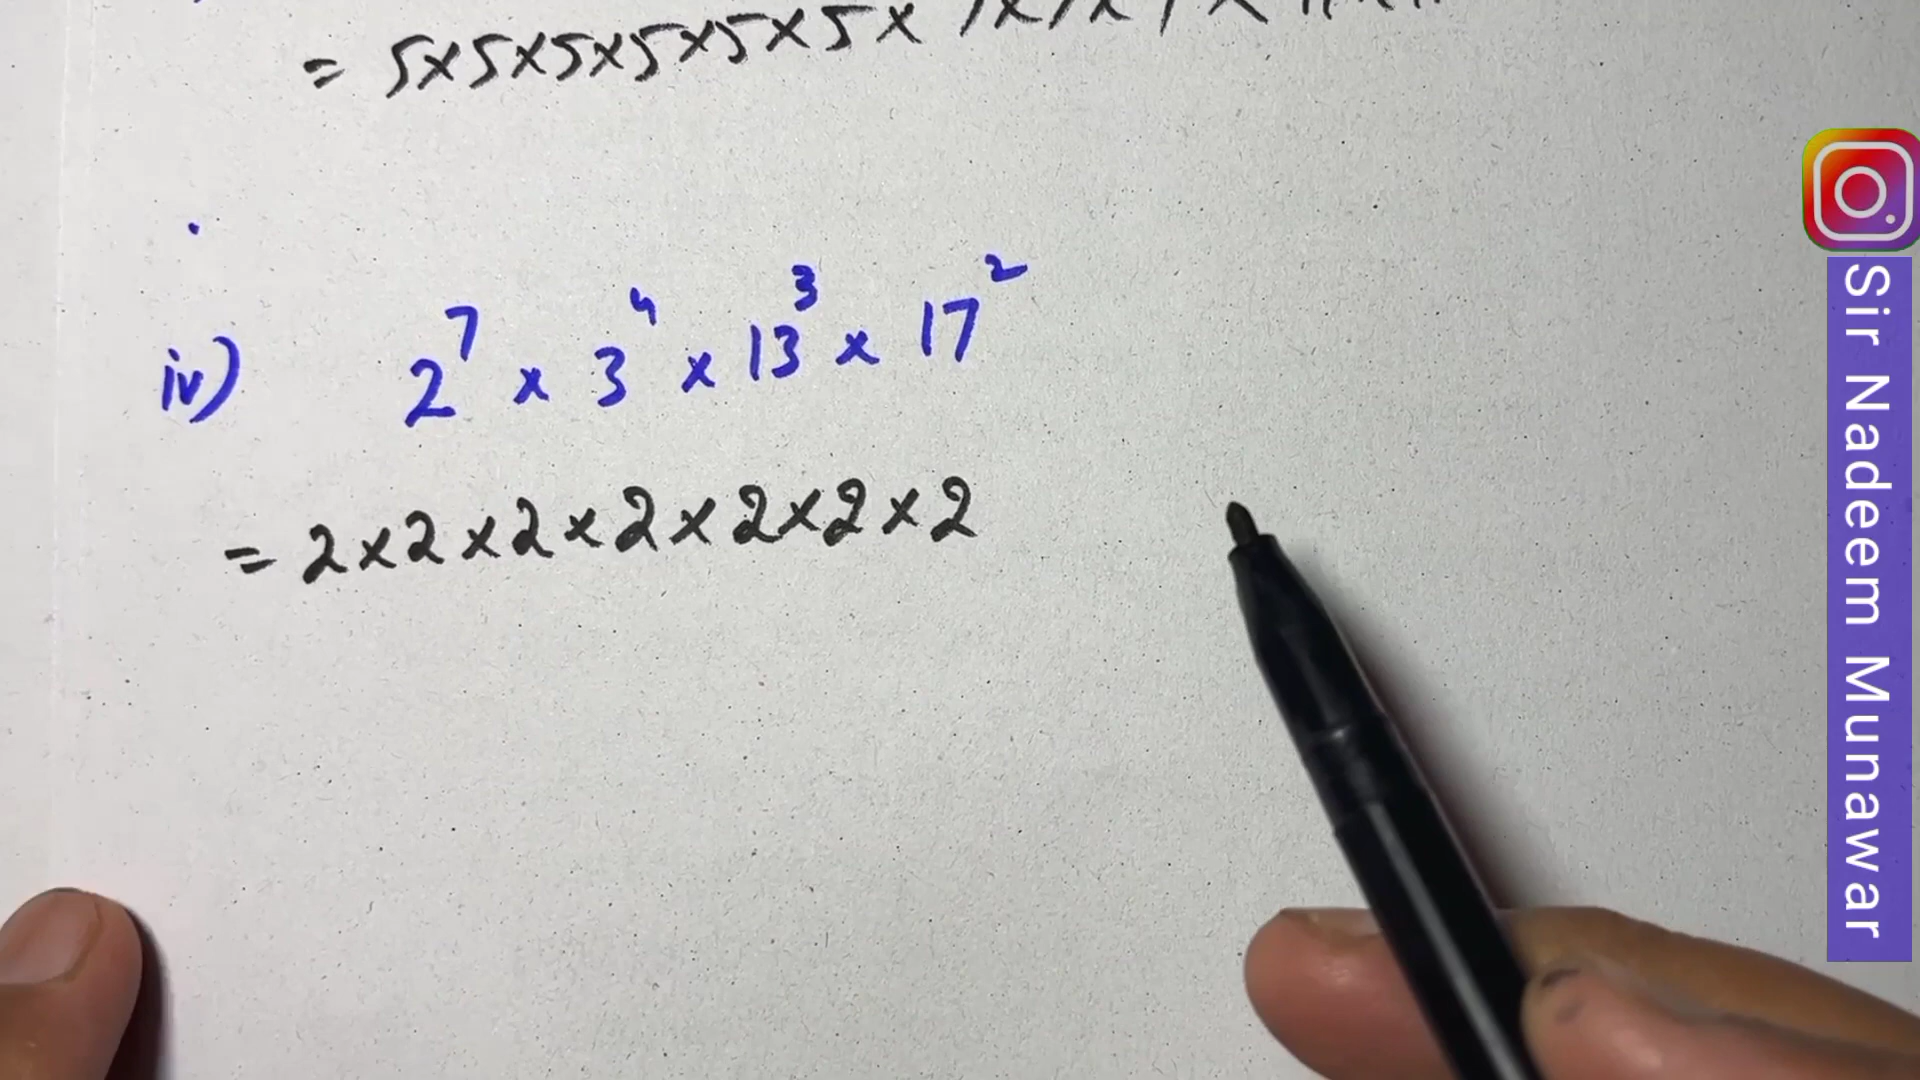 = 5×5×5×5×5×5×
iv) 2⁷ × 3⁴ × 13³ × 17²
= 2×2×2×2×2×2×2
Sir Nadeem Munawar